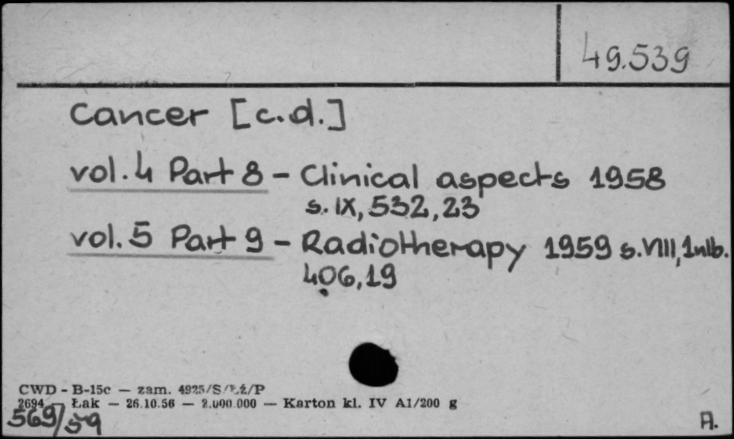 49.539
Cancer [c.d.]
vol.4 Part 8 - Clinical aspects 1958
s.IX, 532, 23
vol.5 Part 9 - Radiotherapy 1959 s.VIII, 1nlb.
406, 19
CWD - B-15c — zam. 4925/S/Łż/P
2694 Łak — 26.10.56 — 2.000.000 — Karton kl. IV A1/200 g
569/59
A.